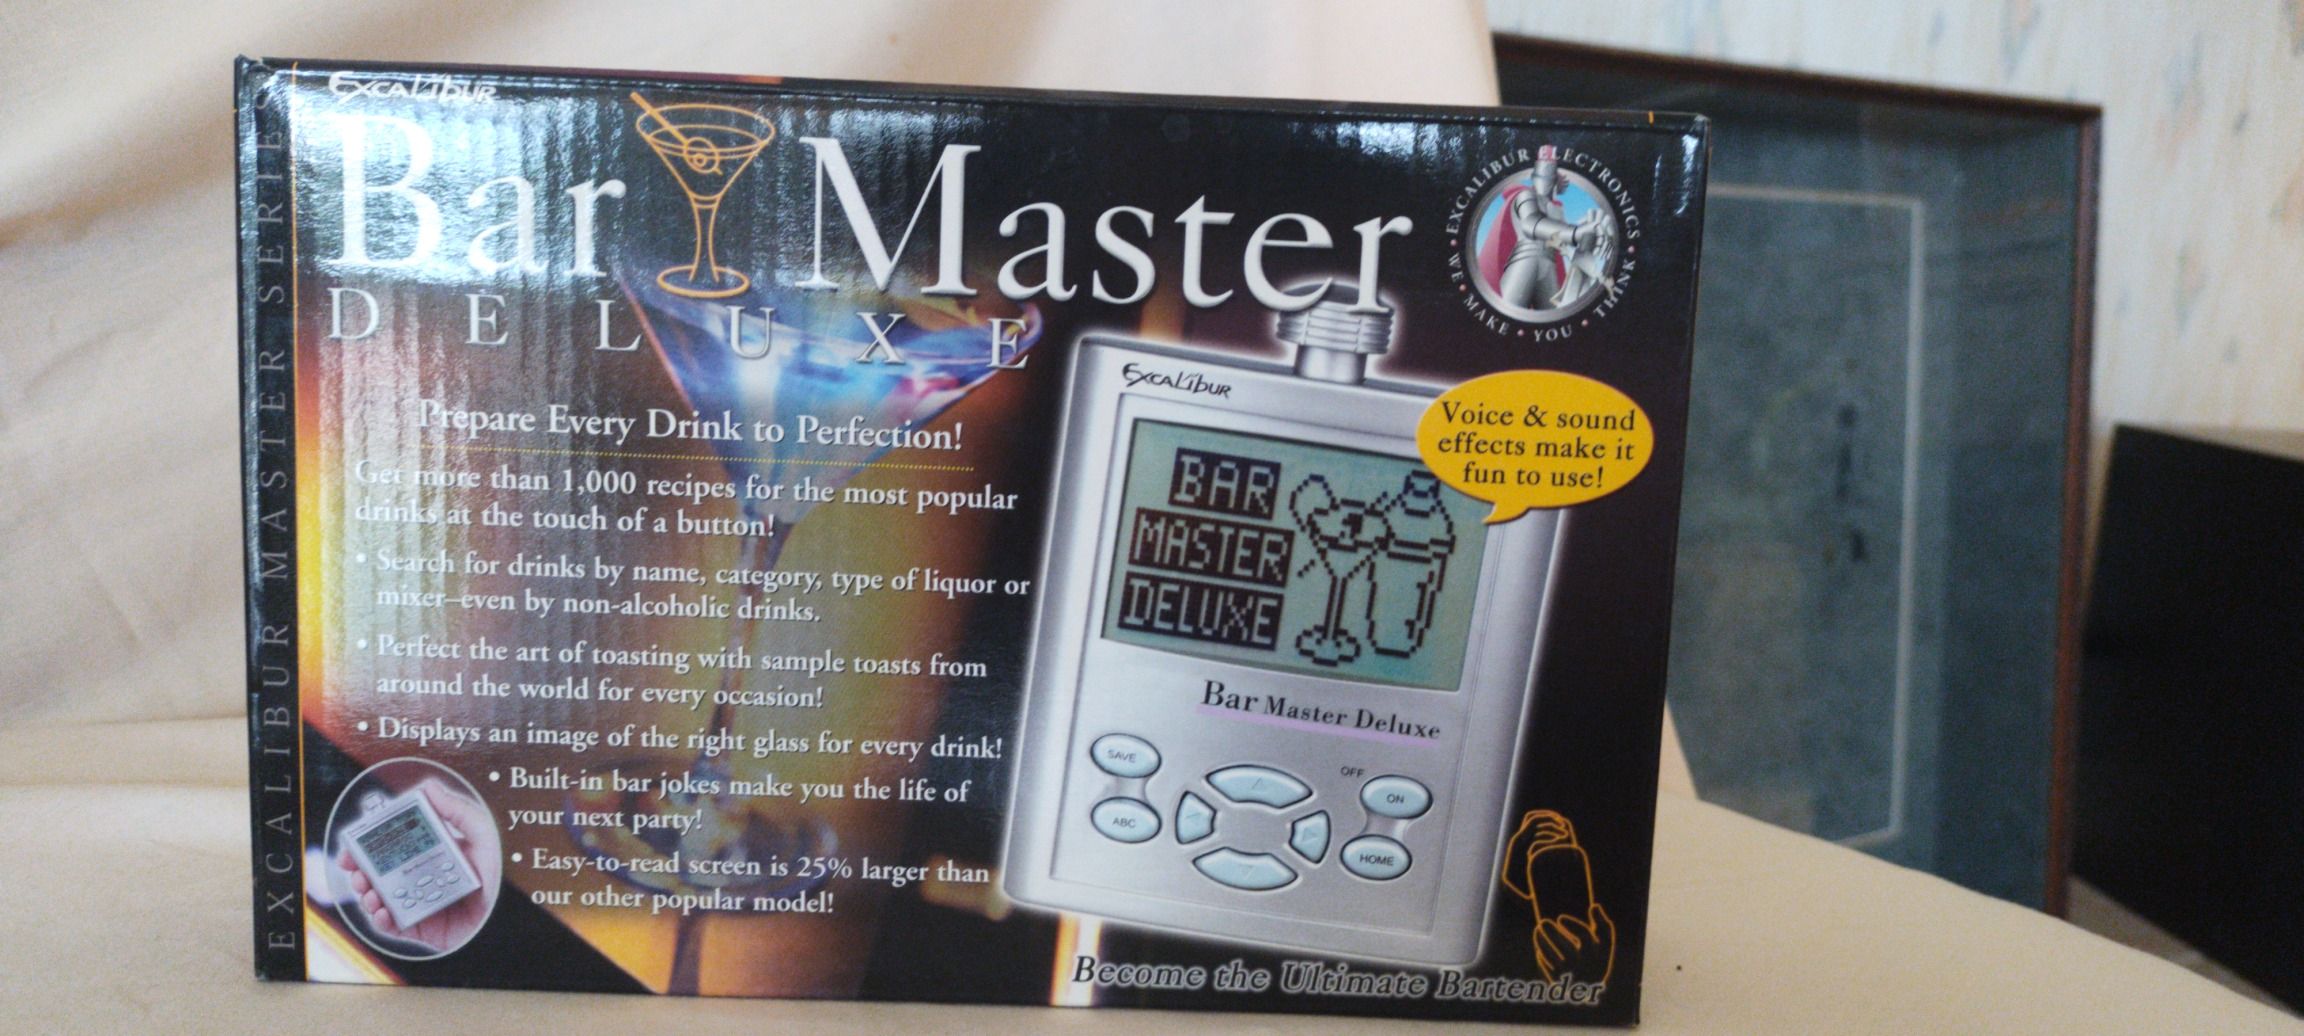 EXCALIBUR MASTER SERIES
EXCALIBUR
Bar Master
DELUXE
EXCALIBUR ELECTRONICS • WE • MAKE • YOU • THINK •
Prepare Every Drink to Perfection!
Get more than 1,000 recipes for the most popular
drinks at the touch of a button!
• Search for drinks by name, category, type of liquor or
mixer–even by non-alcoholic drinks.
• Perfect the art of toasting with sample toasts from
around the world for every occasion!
• Displays an image of the right glass for every drink!
• Built-in bar jokes make you the life of
your next party!
• Easy-to-read screen is 25% larger than
our other popular model!
EXCALIBUR
Voice & sound
effects make it
fun to use!
BAR
MASTER
DELUXE
Bar Master Deluxe
SAVE
ABC
OFF
ON
HOME
Become the Ultimate Bartender